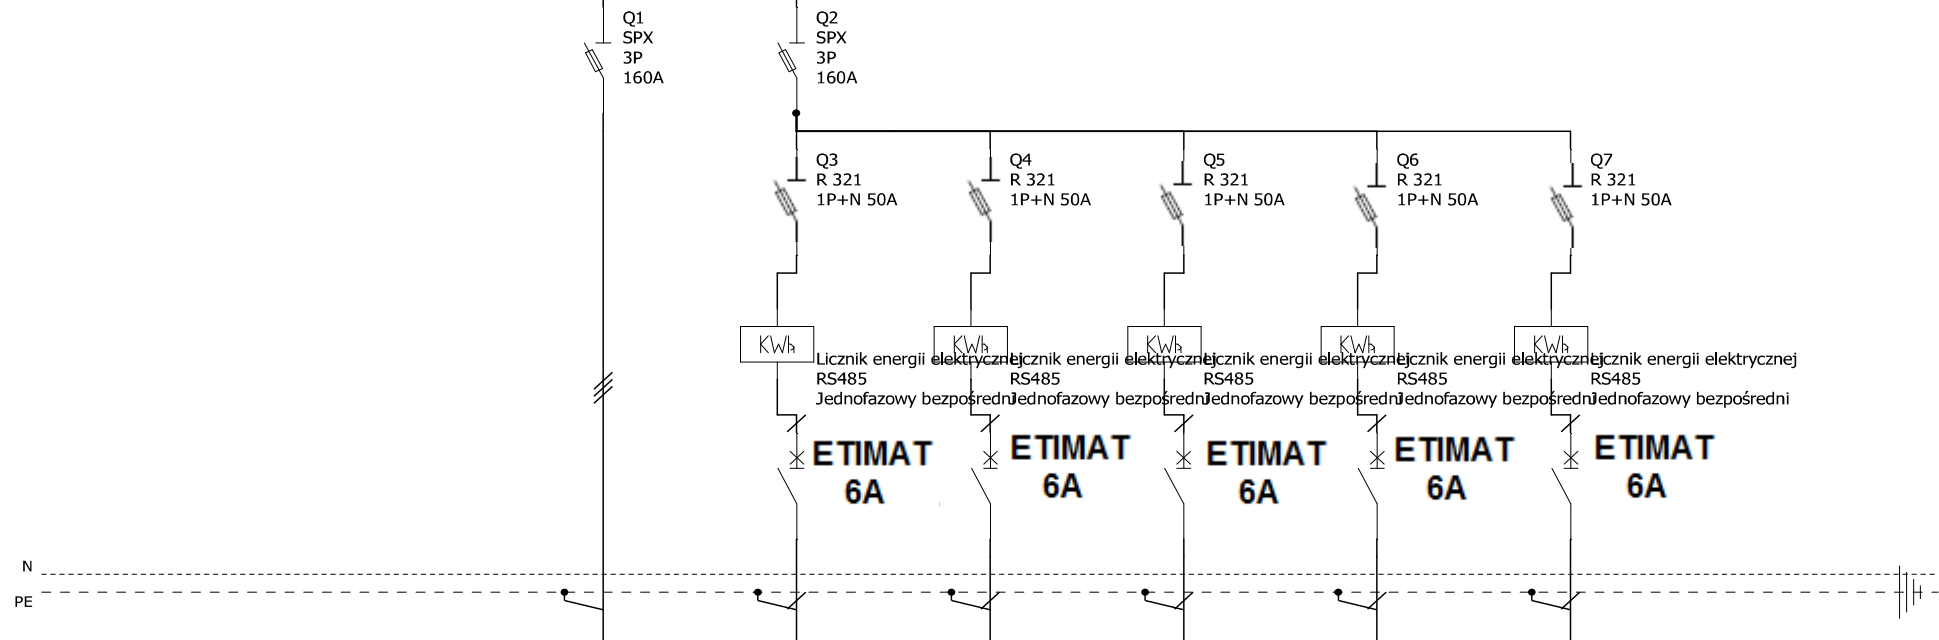 Q1
SPX
3P
160A
Q2
SPX
3P
160A
Q3
R 321
1P+N 50A
Q4
R 321
1P+N 50A
Q5
R 321
1P+N 50A
Q6
R 321
1P+N 50A
Q7
R 321
1P+N 50A
KWh
Licznik energii elektrycznej
RS485
Jednofazowy bezpośredni
KWh
Licznik energii elektrycznej
RS485
Jednofazowy bezpośredni
KWh
Licznik energii elektrycznej
RS485
Jednofazowy bezpośredni
KWh
Licznik energii elektrycznej
RS485
Jednofazowy bezpośredni
KWh
Licznik energii elektrycznej
RS485
Jednofazowy bezpośredni
ETIMAT
6A
ETIMAT
6A
ETIMAT
6A
ETIMAT
6A
ETIMAT
6A
N
PE